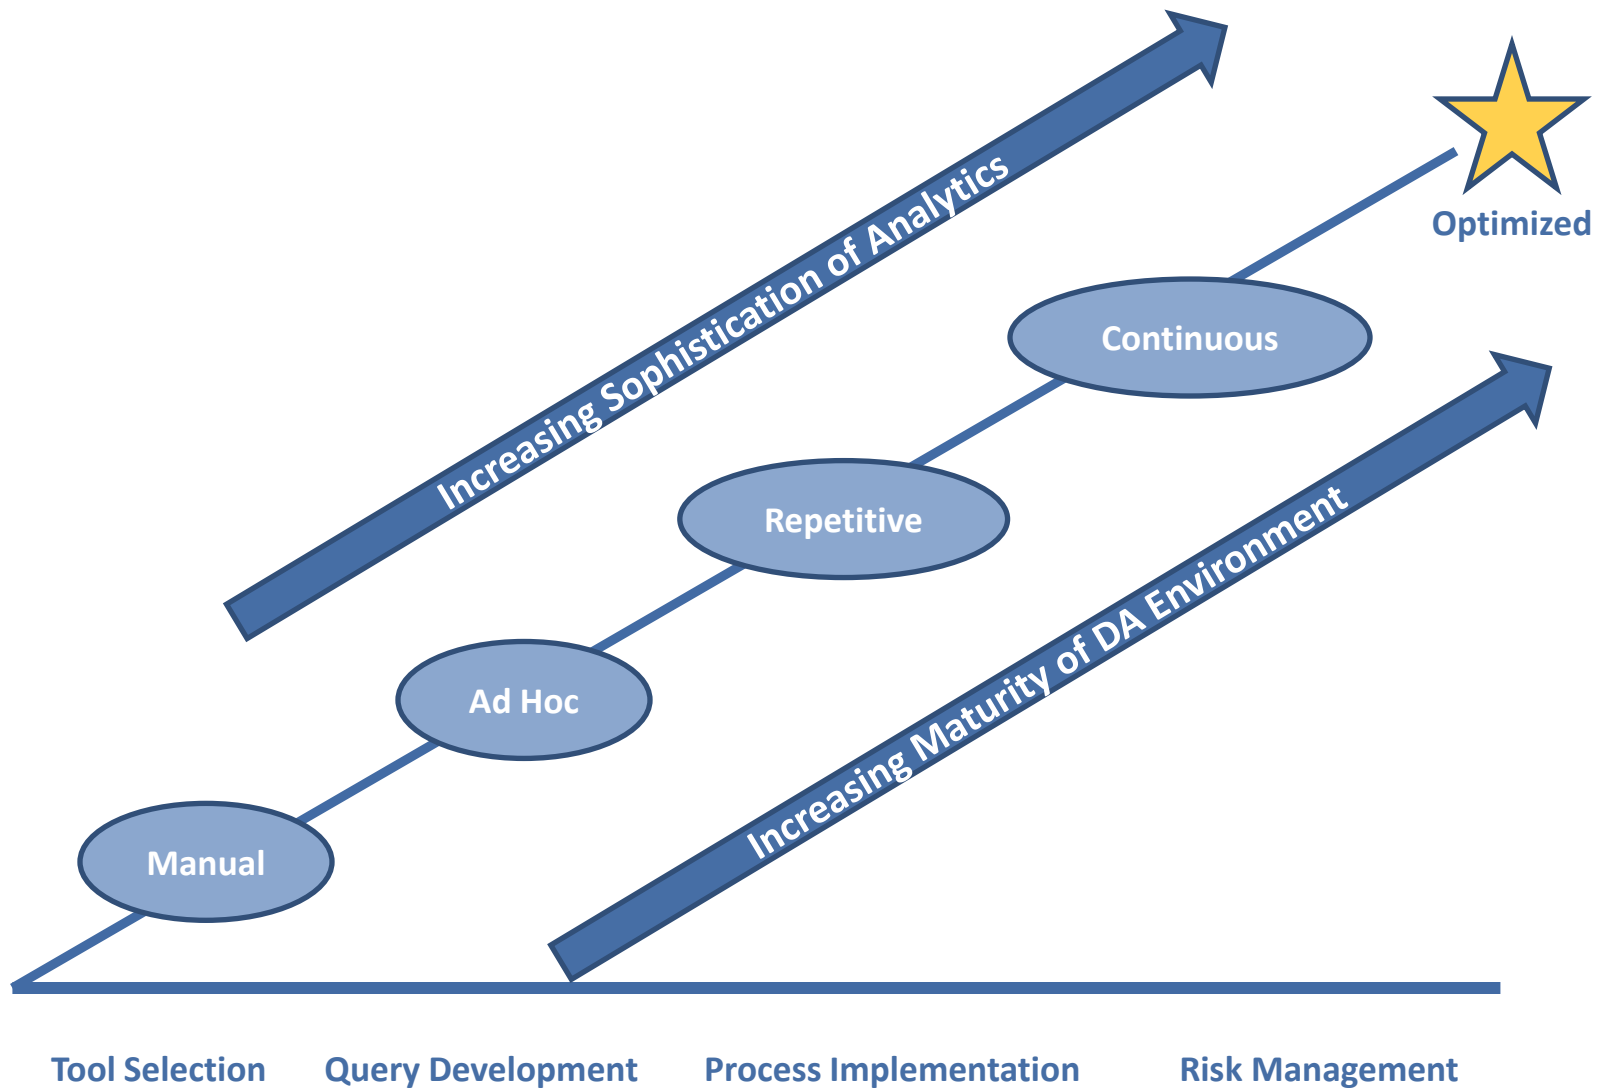 Increasing Sophistication of Analytics
Optimized
Continuous
Repetitive
Increasing Maturity of DA Environment
Ad Hoc
Manual
Tool Selection
Query Development
Process Implementation
Risk Management